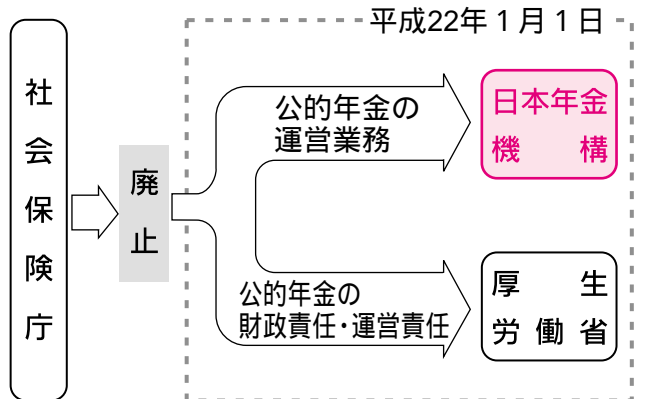 平成22年１月１日
社会保険庁
廃止
公的年金の
運営業務
日本年金
機構
公的年金の
財政責任・運営責任
厚生
労働省